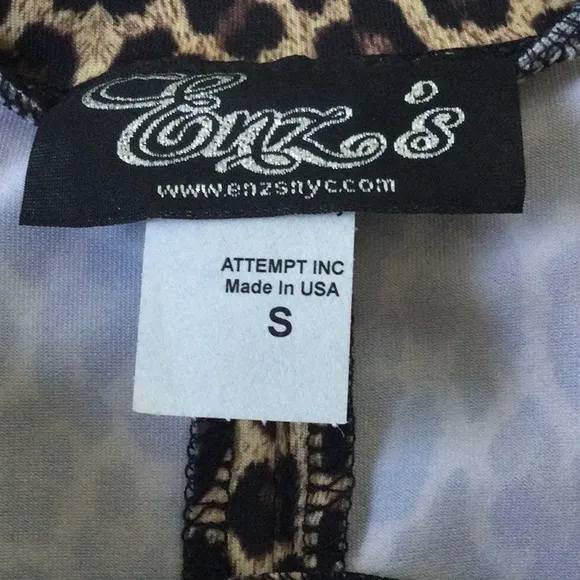 Enz's
www.enzsnyc.com
ATTEMPT INC
Made In USA
S